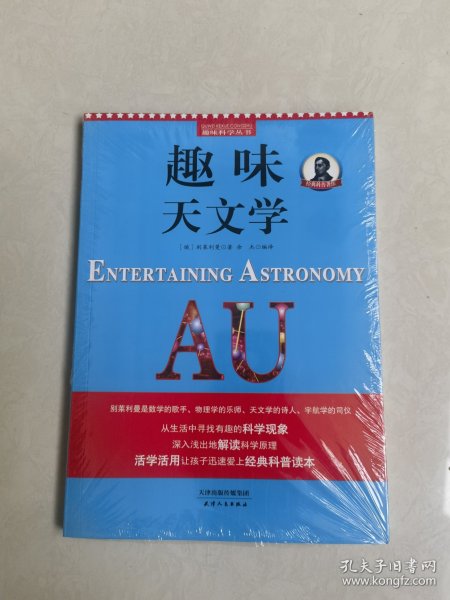 QUWEI KEXUE CONGSHU
趣味科学丛书
趣味
天文学
经典科普著作
[俄] 别莱利曼◎著 余 杰◎编译
ENTERTAINING ASTRONOMY
AU
别莱利曼是数学的歌手、物理学的乐师、天文学的诗人、宇航学的司仪
从生活中寻找有趣的科学现象
深入浅出地解读科学原理
活学活用让孩子迅速爱上经典科普读本
天津出版传媒集团
天津人民出版社
孔夫子旧书网
www.kongfz.com